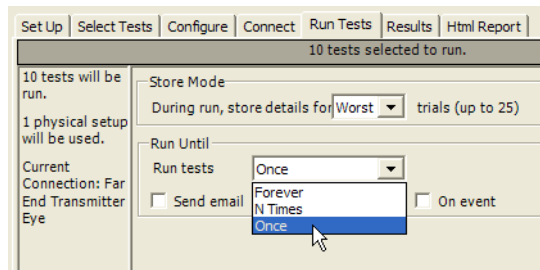 Set Up Select Tests Configure Connect Run Tests Results Html Report
10 tests selected to run.
10 tests will be
run.
1 physical setup
will be used.
Current
Connection: Far
End Transmitter
Eye
Store Mode
During run, store details for Worst trials (up to 25)
Run Until
Run tests Once
Forever
N Times
Once
Send email
On event